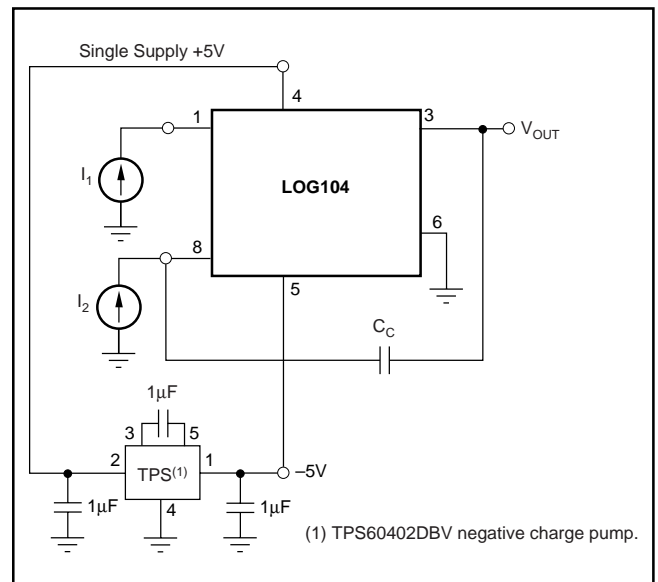 Single Supply +5V
4
1
3
V_OUT
I_1
LOG104
6
8
I_2
5
C_C
1µF
3
5
2
TPS(1)
1
–5V
1µF
4
1µF
(1) TPS60402DBV negative charge pump.